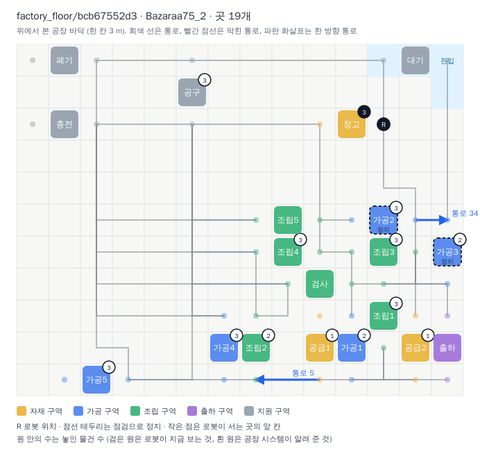 factory_floor/bcb67552d3 · Bazaraa75_2 · 곳 19개
위에서 본 공장 바닥 (한 칸 3 m). 회색 선은 통로, 빨간 점선은 막힌 통로, 파란 화살표는 한 방향 통로
폐기
대기
진입
공구
3
충전
창고
3
R
조립5
가공2
3
정지
통로 34
조립4
3
조립3
3
가공3
2
정지
검사
조립1
3
가공4
3
조립2
2
공급1
1
가공1
2
공급2
1
출하
가공5
3
통로 5
자재 구역
가공 구역
조립 구역
출하 구역
지원 구역
R 로봇 위치 · 점선 테두리는 점검으로 정지 · 작은 점은 로봇이 서는 곳의 앞 칸
원 안의 수는 놓인 물건 수 (검은 원은 로봇이 지금 보는 것, 흰 원은 공장 시스템이 알려 준 것)